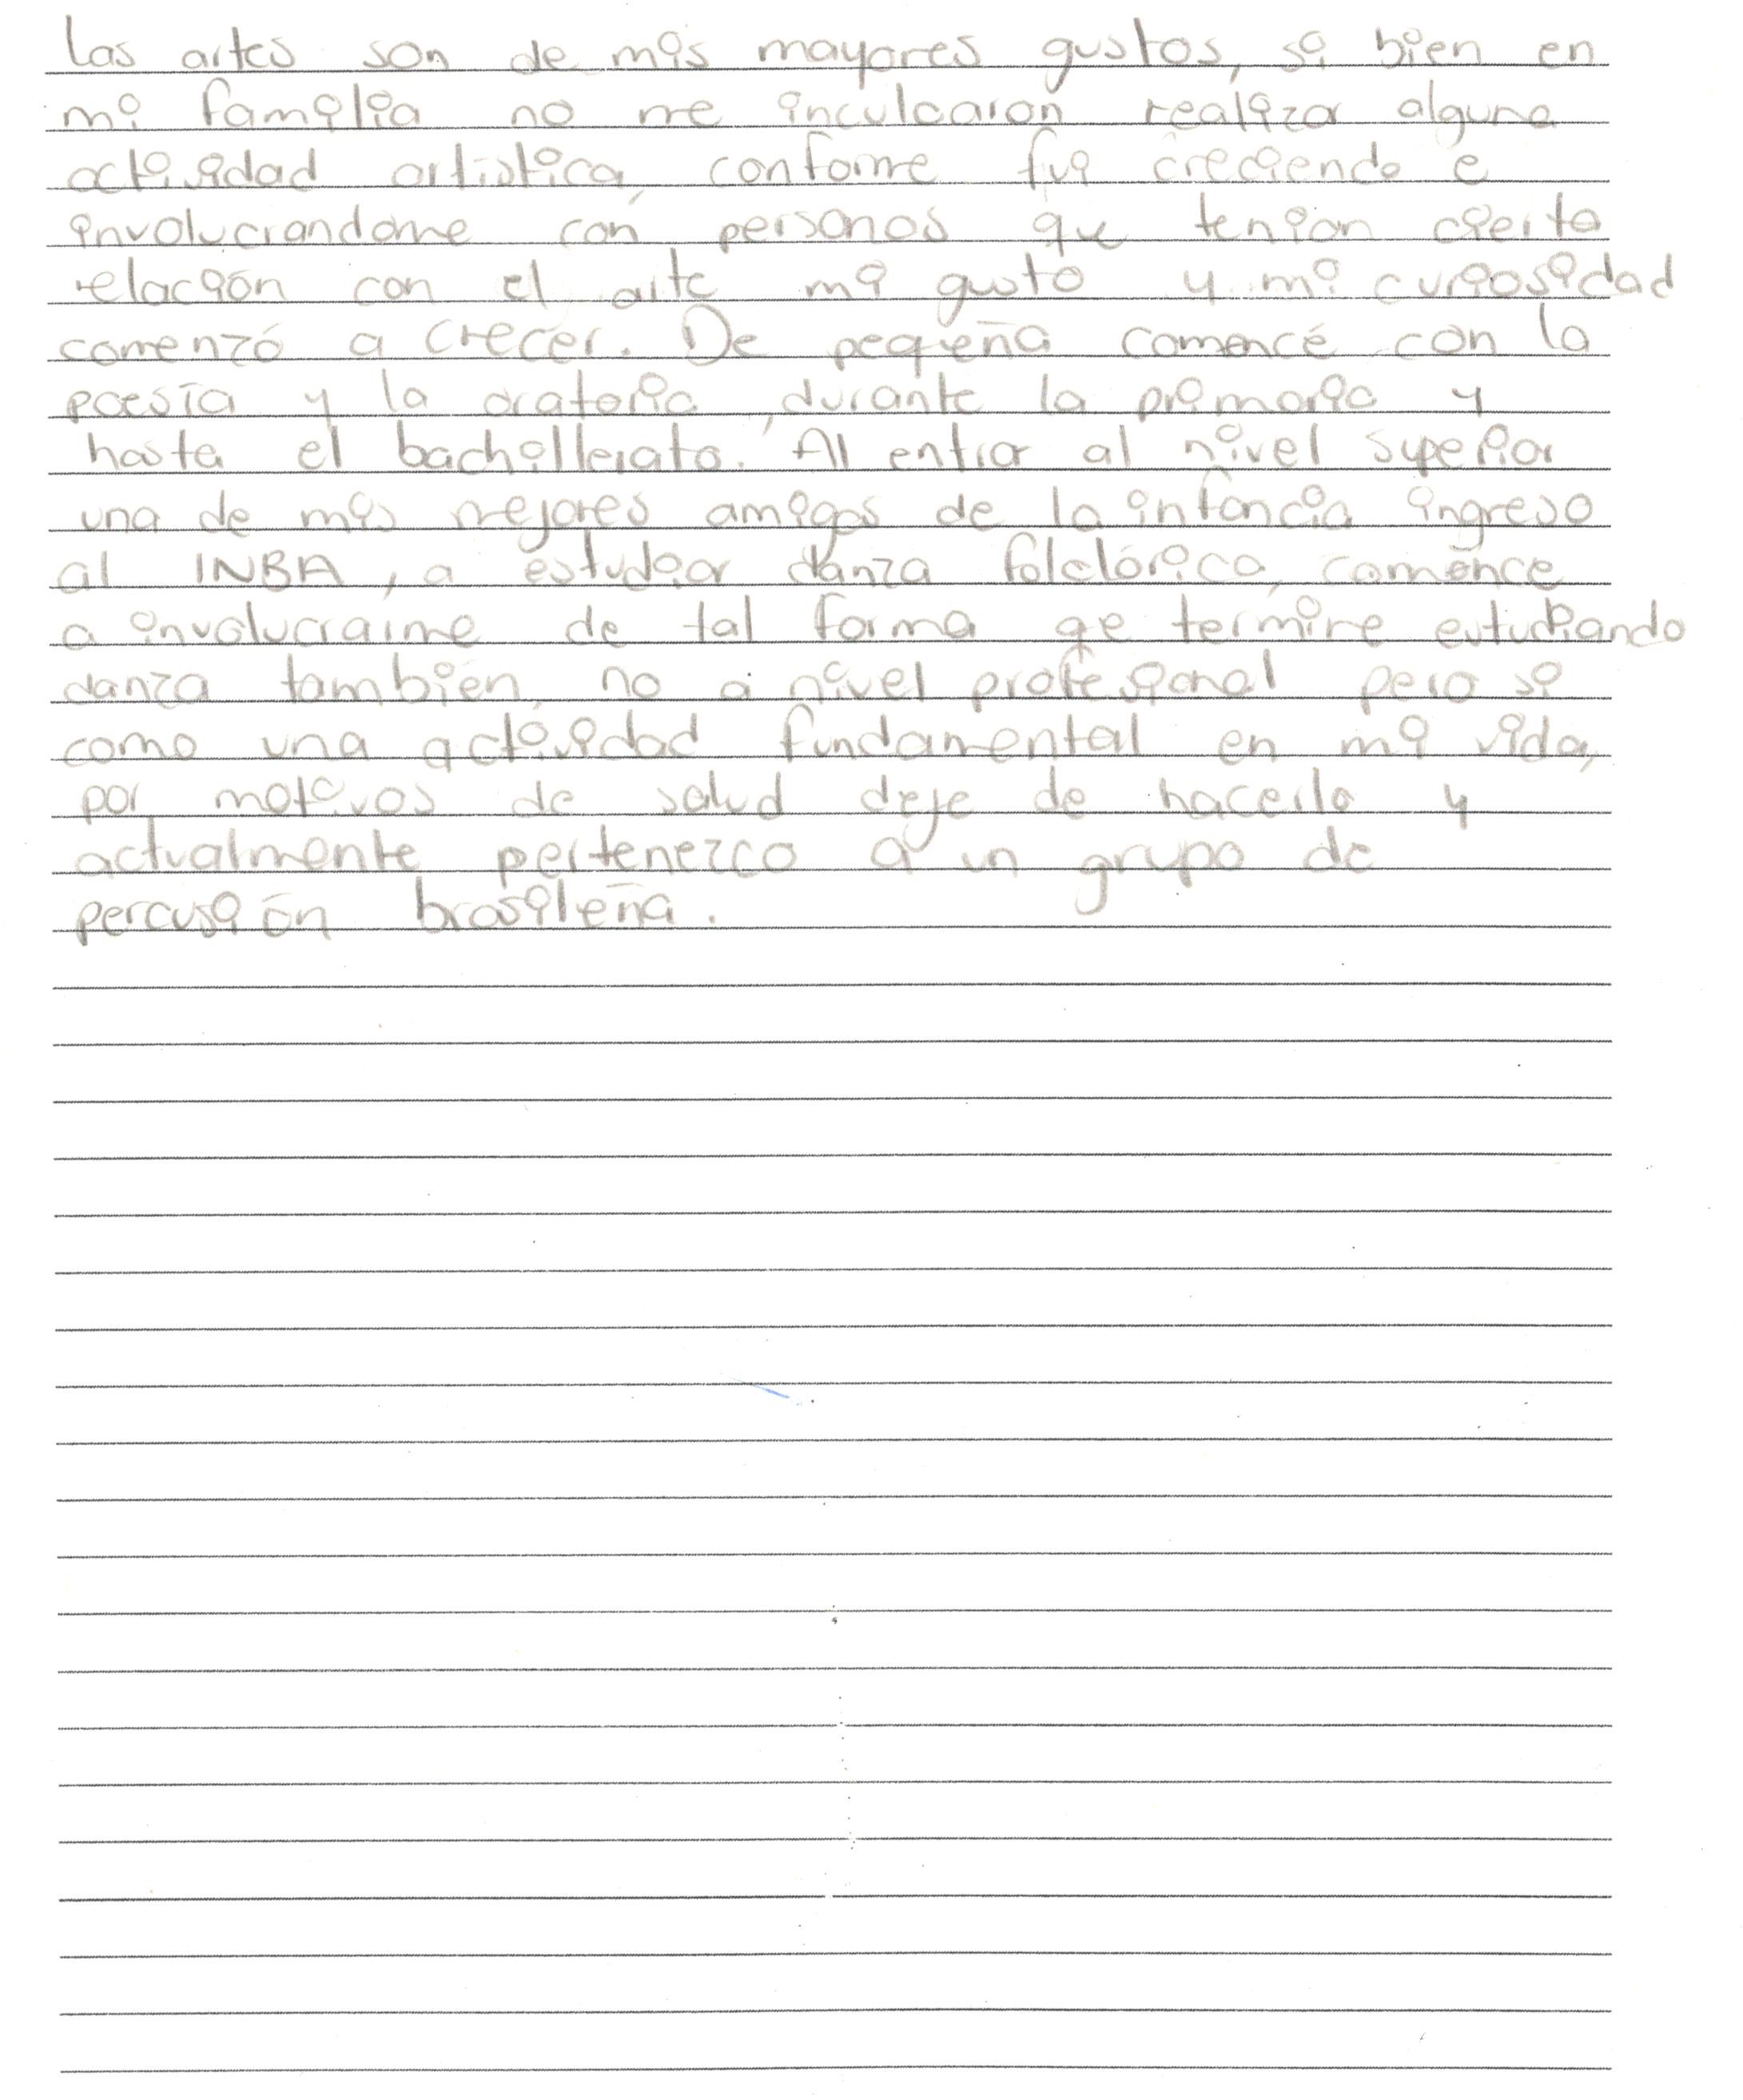 Las artes son de mis mayores gustos, si bien en
mi familia no me inculcaron realizar alguna
actividad artistica, conforme fui creciendo e
involucrandome con personas que tenian cierta
relación con el arte mi gusto y mi curiosidad
comenzó a crecer. De pequeña comencé con la
poesía y la oratoria, durante la primaria y
hasta el bachillerato. Al entrar al nivel superior
una de mis mejores amigas de la infancia ingreso
al INBA, a estudiar danza folclórica, comence
a involucrarme de tal forma qe termine estudiando
danza también, no a nivel profesional pero si
como una actividad fundamental en mi vida,
por motivos de salud deje de hacerlo y
actualmente pertenezco a un grupo de
percusión brasileña.